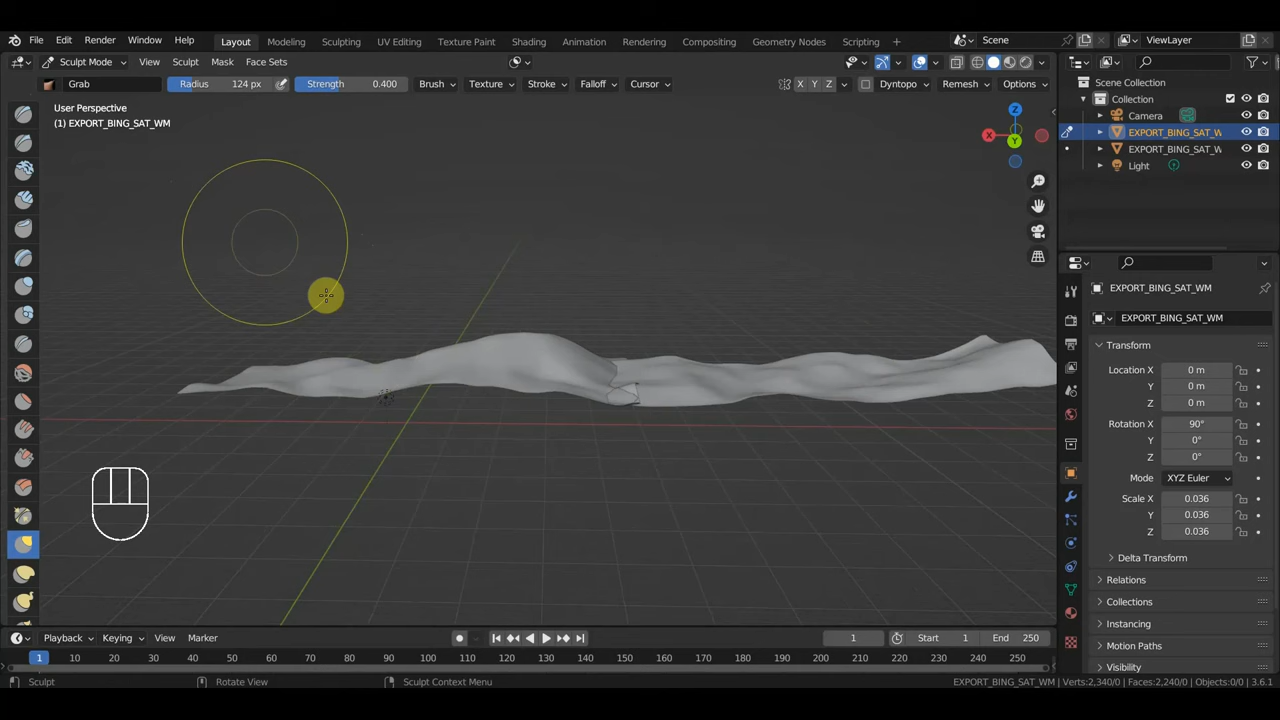 File Edit Render Window Help Layout Modeling Sculpting UV Editing Texture Paint Shading Animation Rendering Compositing Geometry Nodes Scripting + Scene ViewLayer
Sculpt Mode View Sculpt Mask Face Sets
Grab Radius 124 px Strength 0.400 Brush Texture Stroke Falloff Cursor X Y Z Dyntopo Remesh Options
User Perspective
(1) EXPORT_BING_SAT_WM
Z
X
Y
Scene Collection
Collection
Camera
EXPORT_BING_SAT_W
EXPORT_BING_SAT_W
Light
EXPORT_BING_SAT_WM
EXPORT_BING_SAT_WM
Transform
Location X 0 m
Y 0 m
Z 0 m
Rotation X 90°
Y 0°
Z 0°
Mode XYZ Euler
Scale X 0.036
Y 0.036
Z 0.036
Delta Transform
Relations
Collections
Instancing
Motion Paths
Visibility
Playback Keying View Marker 1 Start 1 End 250
1 10 20 30 40 50 60 70 80 90 100 110 120 130 140 150 160 170 180 190 200 210 220 230 240 250
Sculpt Rotate View Sculpt Context Menu EXPORT_BING_SAT_WM | Verts:2,340/0 | Faces:2,240/0 | Objects:0/0 | 3.6.1